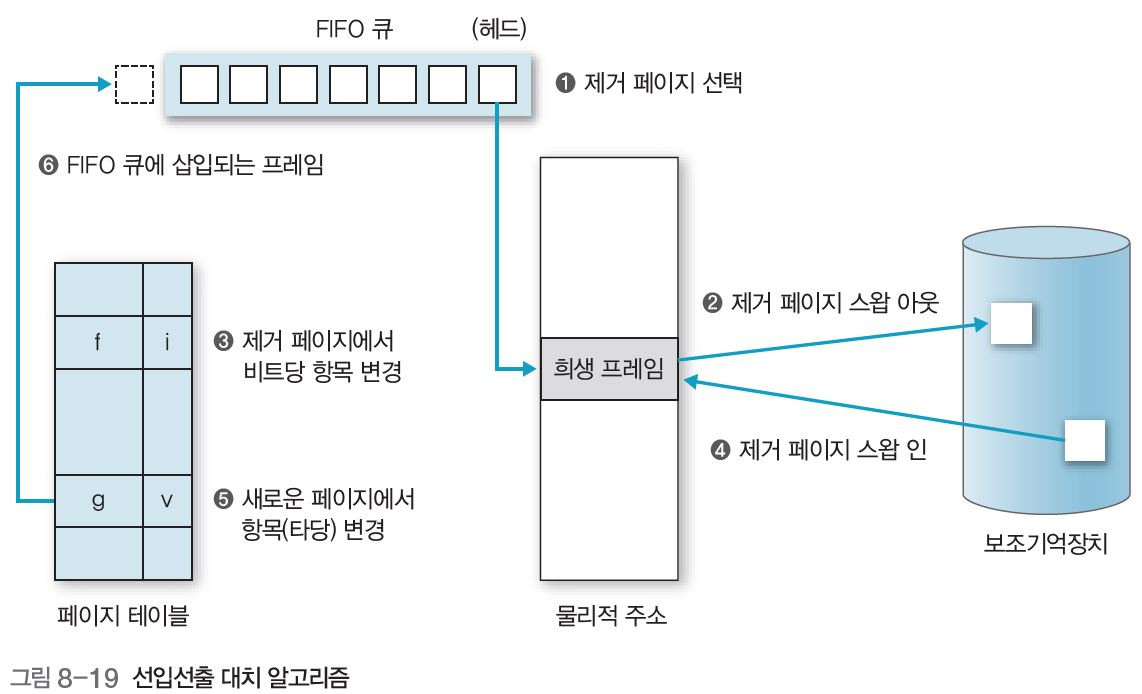 FIFO 큐
(헤드)
❶ 제거 페이지 선택
❻ FIFO 큐에 삽입되는 프레임
❷ 제거 페이지 스왑 아웃
f
i
❸ 제거 페이지에서
비트당 항목 변경
희생 프레임
❹ 제거 페이지 스왑 인
g
v
❺ 새로운 페이지에서
항목(타당) 변경
보조기억장치
페이지 테이블
물리적 주소
그림 8-19 선입선출 대치 알고리즘